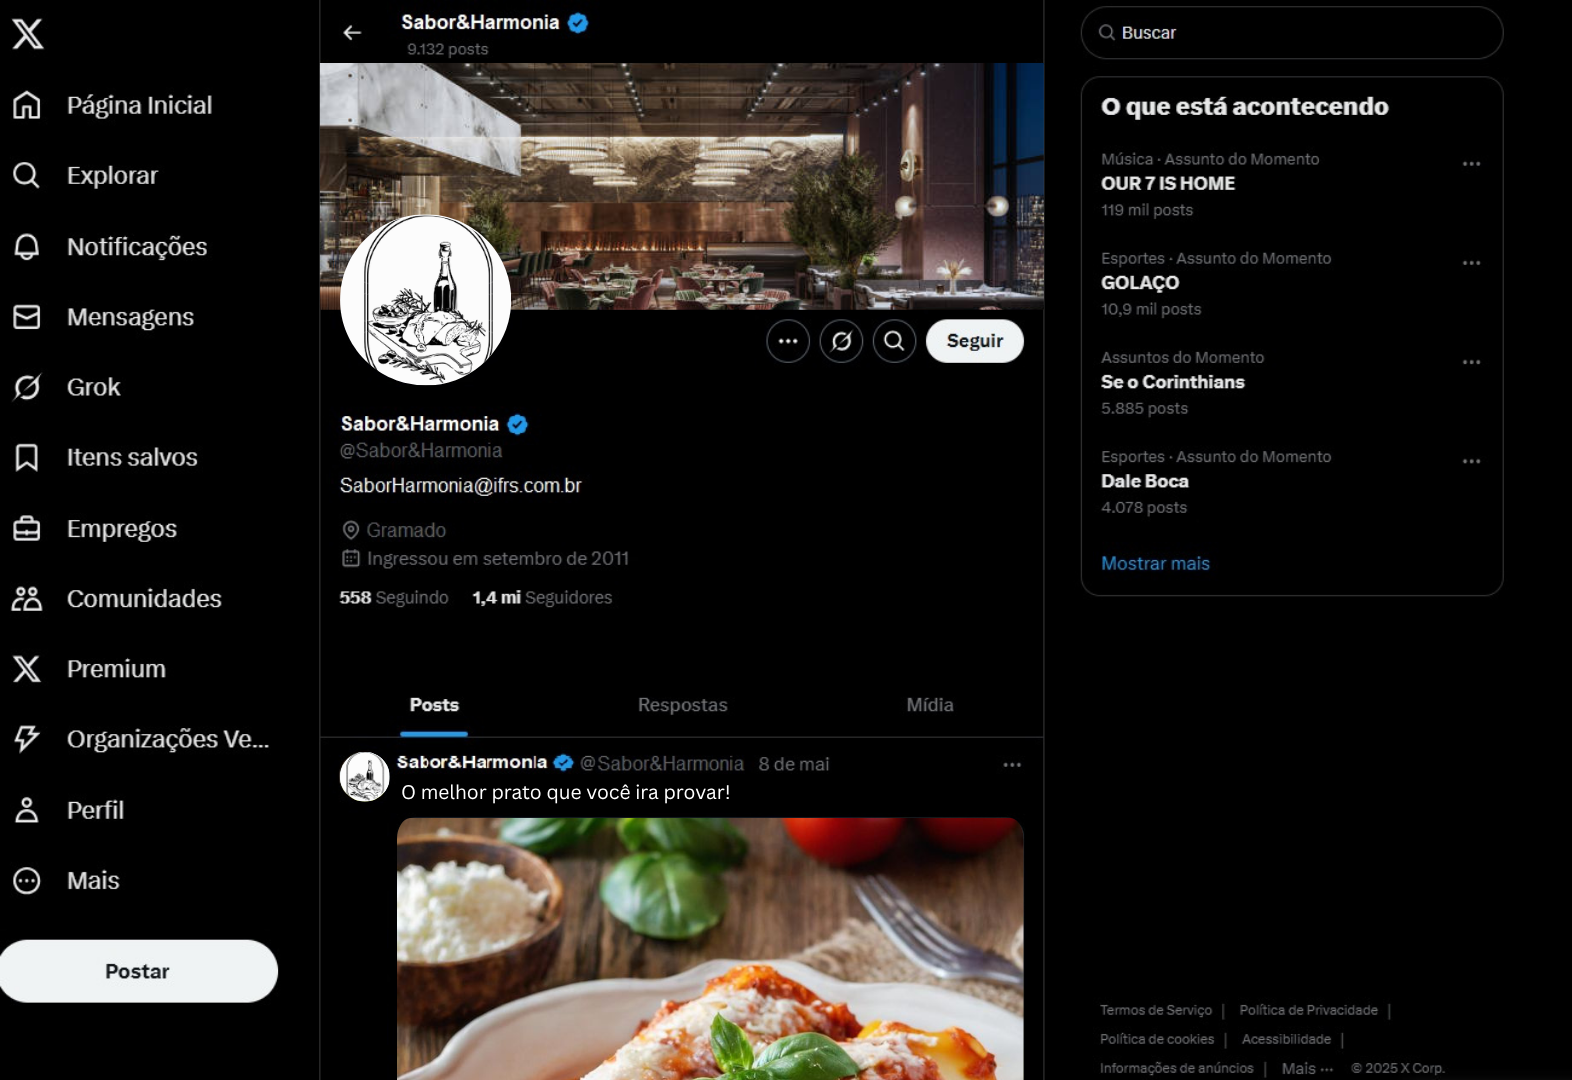 Página Inicial
Explorar
Notificações
Mensagens
Grok
Itens salvos
Empregos
Comunidades
Premium
Organizações Ve...
Perfil
Mais
Postar
Sabor&Harmonia
9.132 posts
Seguir
Sabor&Harmonia
@Sabor&Harmonia
SaborHarmonia@ifrs.com.br
Gramado
Ingressou em setembro de 2011
558 Seguindo 1,4 mi Seguidores
Posts Respostas Mídia
Sabor&Harmonia @Sabor&Harmonia 8 de mai
O melhor prato que você ira provar!
Buscar
O que está acontecendo
Música · Assunto do Momento
OUR 7 IS HOME
119 mil posts
Esportes · Assunto do Momento
GOLAÇO
10,9 mil posts
Assuntos do Momento
Se o Corinthians
5.885 posts
Esportes · Assunto do Momento
Dale Boca
4.078 posts
Mostrar mais
Termos de Serviço | Política de Privacidade |
Política de cookies | Acessibilidade |
Informações de anúncios | Mais ··· © 2025 X Corp.